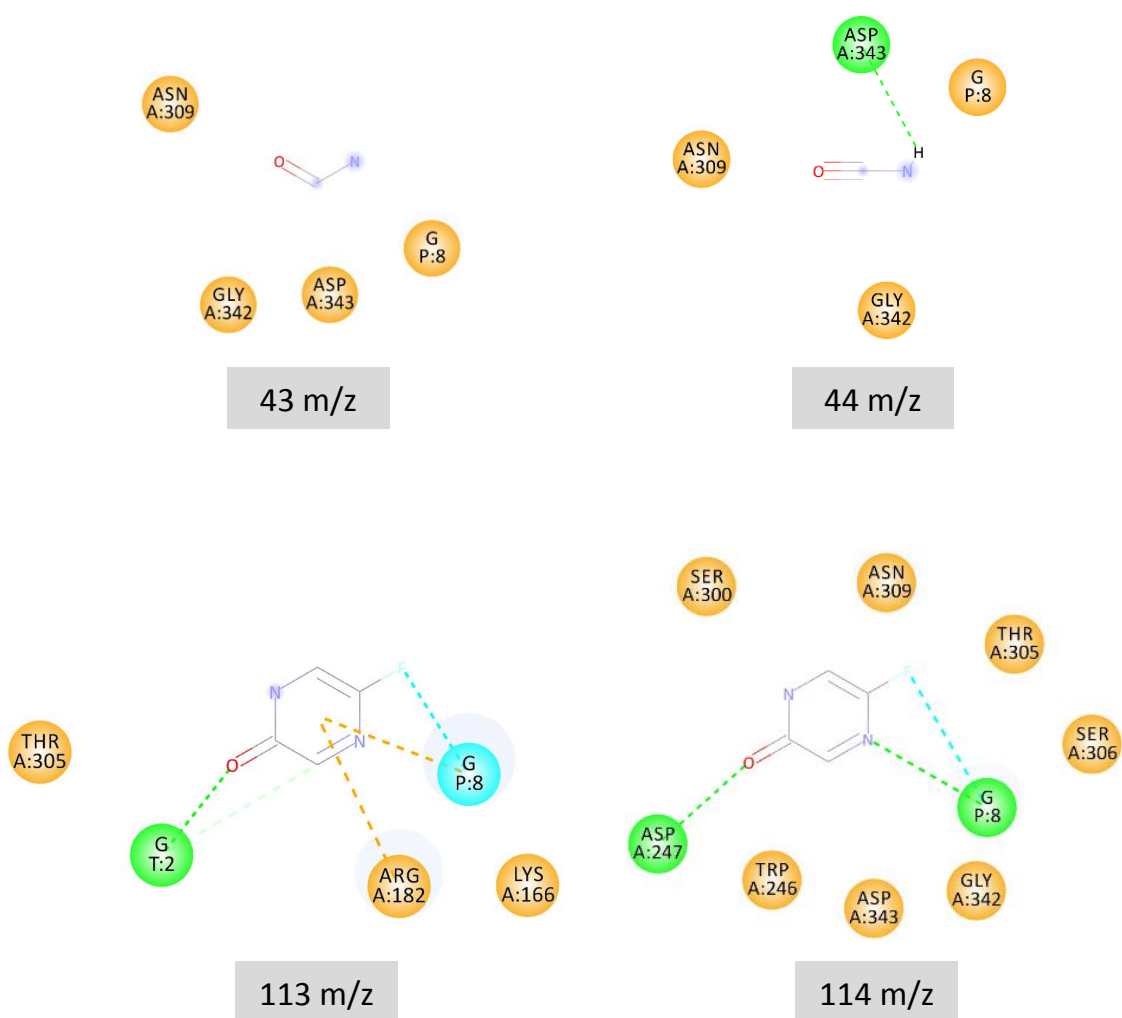 ASN
A:309
O
N
G
P:8
GLY
A:342
ASP
A:343
43 m/z
ASP
A:343
G
P:8
ASN
A:309
H
O
N
GLY
A:342
44 m/z
THR
A:305
F
N
N
O
G
P:8
G
T:2
ARG
A:182
LYS
A:166
113 m/z
SER
A:300
ASN
A:309
THR
A:305
F
N
N
O
SER
A:306
G
P:8
ASP
A:247
TRP
A:246
ASP
A:343
GLY
A:342
114 m/z